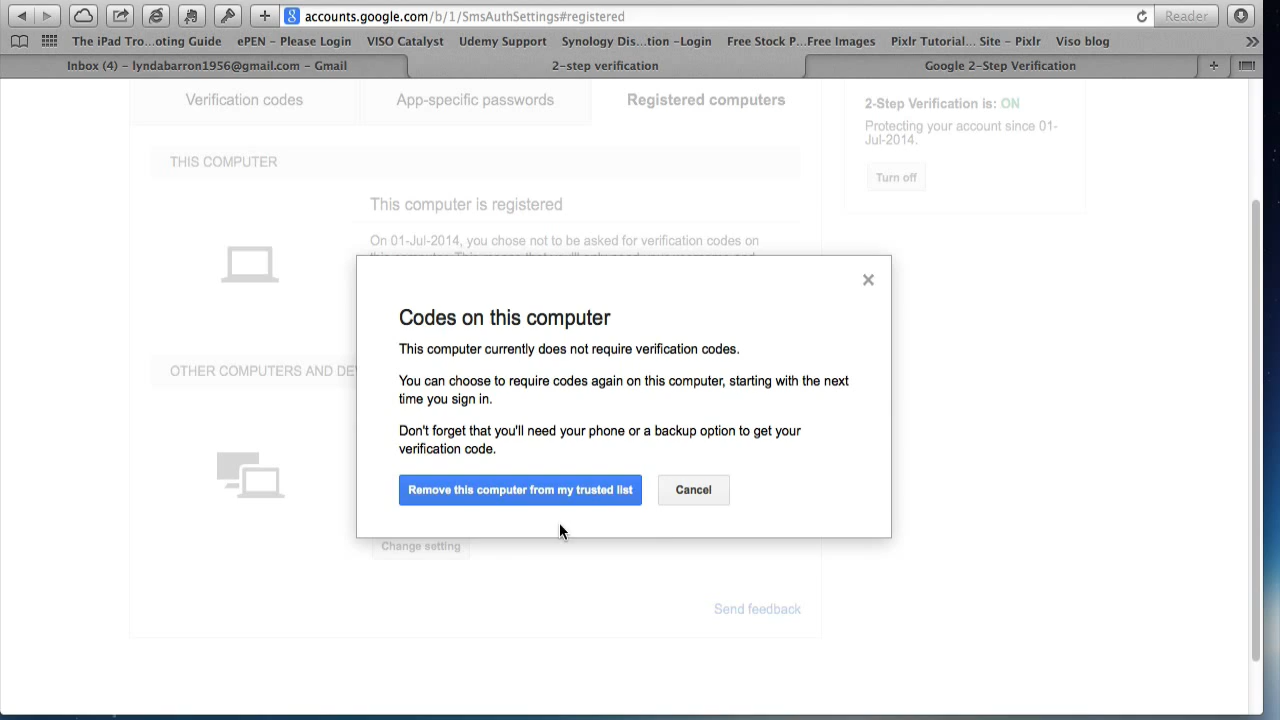 accounts.google.com/b/1/SmsAuthSettings#registered
Reader
The iPad Tro...oting Guide
ePEN - Please Login
VISO Catalyst
Udemy Support
Synology Dis...tion -Login
Free Stock P...Free Images
Pixlr Tutorial... Site - Pixlr
Viso blog
Inbox (4) - lyndabarron1956@gmail.com - Gmail
2-step verification
Google 2-Step Verification
Verification codes
App-specific passwords
Registered computers
2-Step Verification is: ON
Protecting your account since 01-
Jul-2014.
Turn off
THIS COMPUTER
This computer is registered
On 01-Jul-2014, you chose not to be asked for verification codes on
Codes on this computer
This computer currently does not require verification codes.
You can choose to require codes again on this computer, starting with the next
time you sign in.
Don't forget that you'll need your phone or a backup option to get your
verification code.
Remove this computer from my trusted list
Cancel
OTHER COMPUTERS AND DE
Change setting
Send feedback